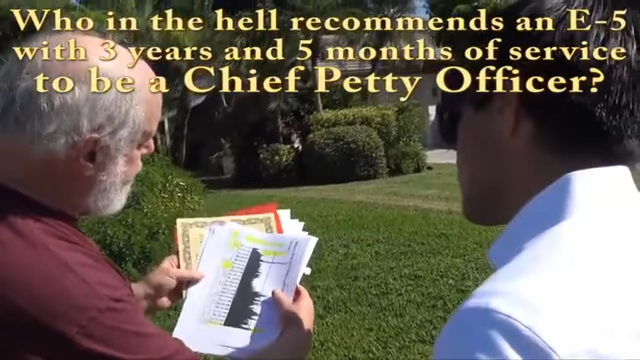 Who in the hell recommends an E-5
with 3 years and 5 months of service
to be a Chief Petty Officer?